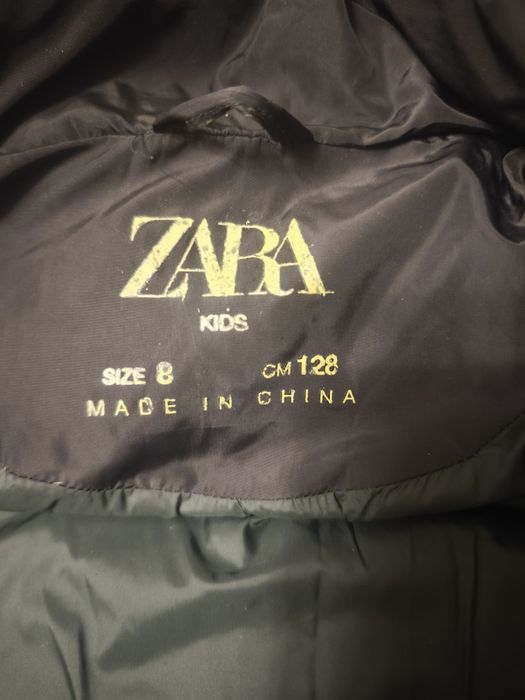 ZARA
KIDS
SIZE 8 CM 128
MADE IN CHINA